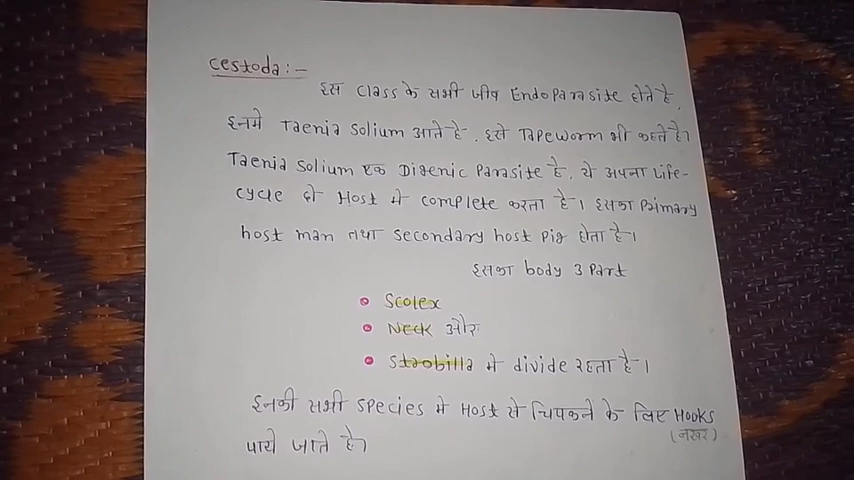 Cestoda:-
इस Class के सभी जीव EndoParasite होते है.
इनमे Taenia Solium आते है. इसे Tapeworm भी कहते है।
Taenia Solium एक Digenic Parasite है. ये अपना Life-
cycle दो Host मे complete करता है। इसका Primary
host man तथा secondary host pig होता है।
इसका body 3 Part
• Scolex
• Neck और
• Strobilla मे divide रहता है।
इनकी सभी species मे Host से चिपकने के लिए Hooks
(नखर)
पाये जाते है।